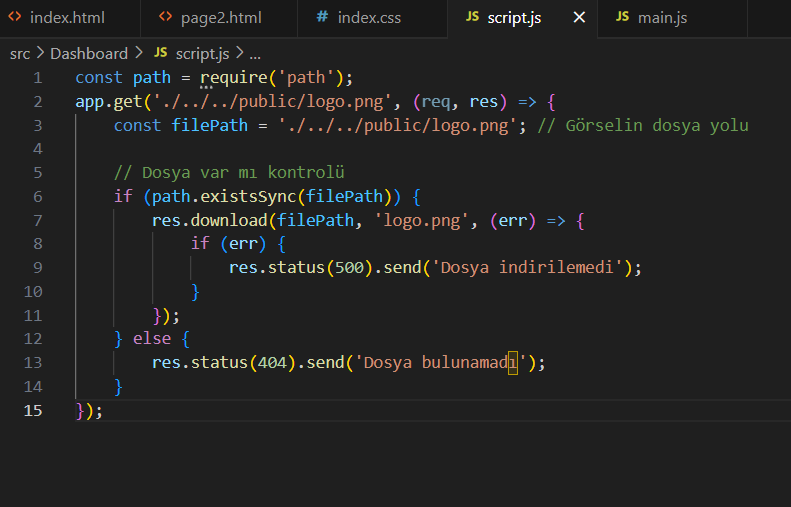 index.html page2.html # index.css JS script.js × JS main.js
src > Dashboard > JS script.js > ...
1 const path = require('path');
2 app.get('./../../public/logo.png', (req, res) => {
3 const filePath = './../../public/logo.png'; // Görselin dosya yolu
4
5 // Dosya var mı kontrolü
6 if (path.existsSync(filePath)) {
7 res.download(filePath, 'logo.png', (err) => {
8 if (err) {
9 res.status(500).send('Dosya indirilemedi');
10 }
11 });
12 } else {
13 res.status(404).send('Dosya bulunamadı');
14 }
15 });